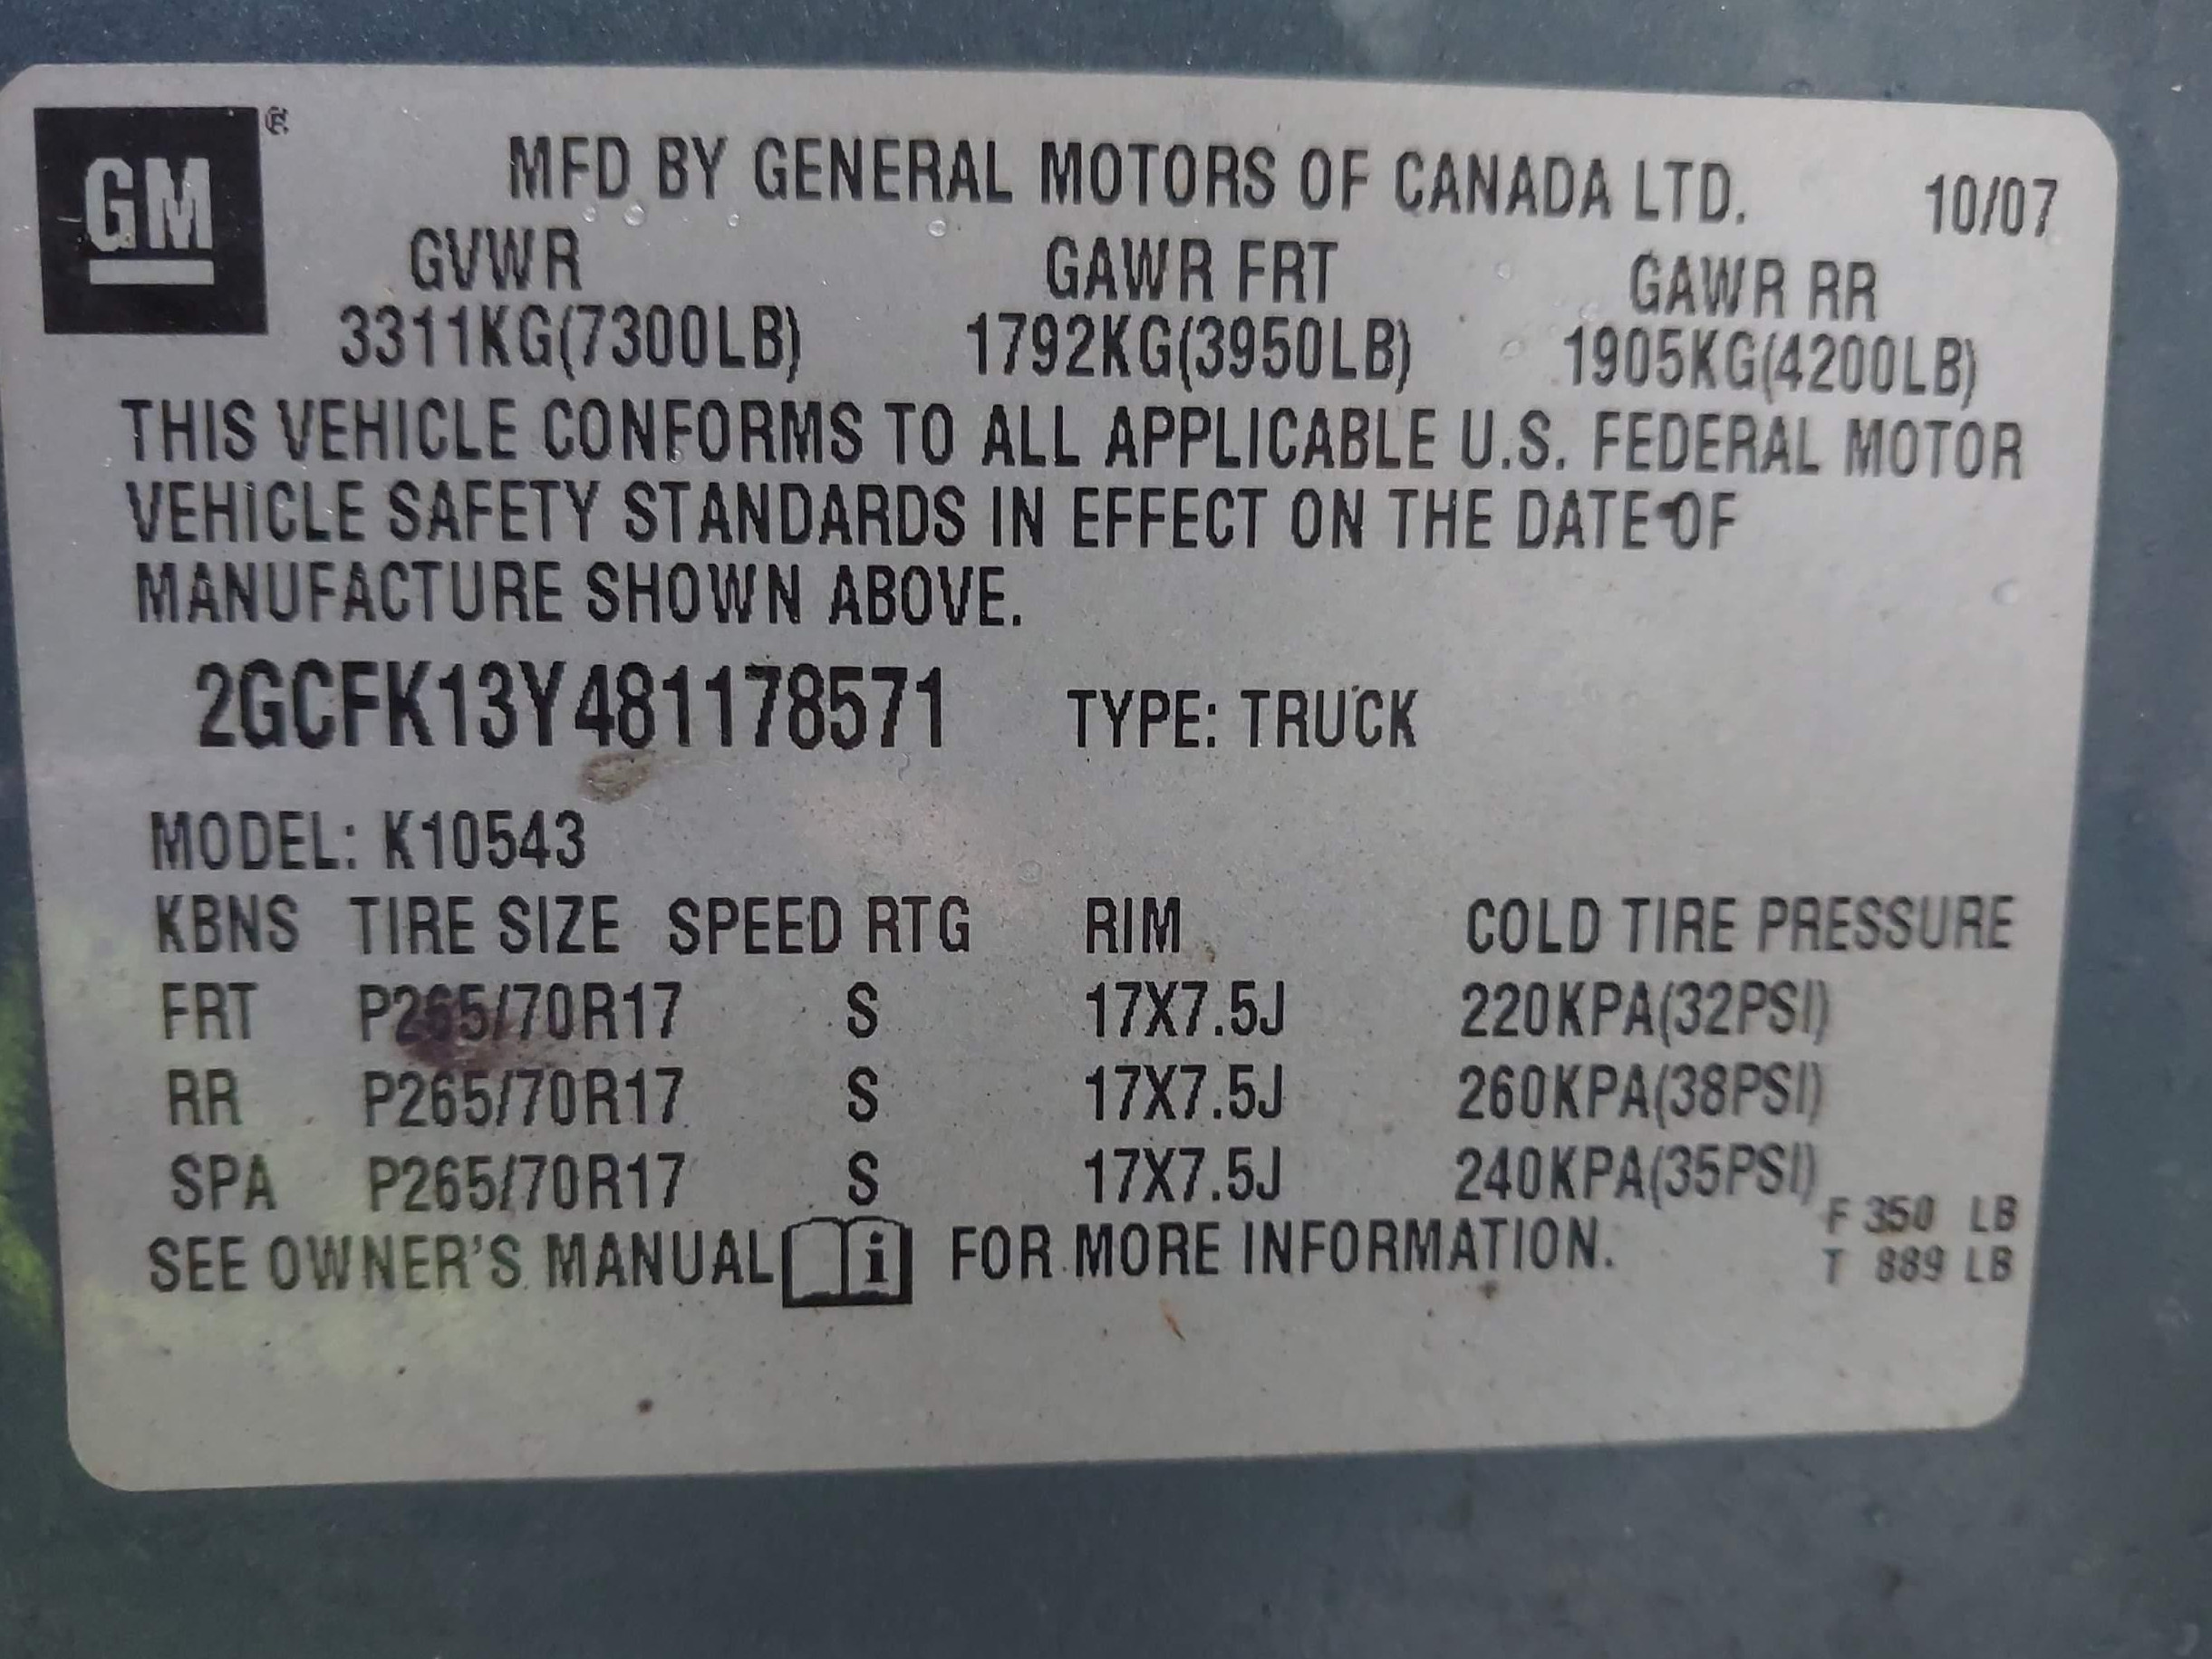 GM ®
MFD BY GENERAL MOTORS OF CANADA LTD. 10/07
GVWR GAWR FRT GAWR RR
3311KG(7300LB) 1792KG(3950LB) 1905KG(4200LB)
THIS VEHICLE CONFORMS TO ALL APPLICABLE U.S. FEDERAL MOTOR
VEHICLE SAFETY STANDARDS IN EFFECT ON THE DATE OF
MANUFACTURE SHOWN ABOVE.
2GCFK13Y481178571 TYPE: TRUCK
MODEL: K10543
KBNS TIRE SIZE SPEED RTG RIM COLD TIRE PRESSURE
FRT P265/70R17 S 17X7.5J 220KPA(32PSI)
RR P265/70R17 S 17X7.5J 260KPA(38PSI)
SPA P265/70R17 S 17X7.5J 240KPA(35PSI)
F 350 LB
SEE OWNER'S MANUAL i FOR MORE INFORMATION. T 889 LB